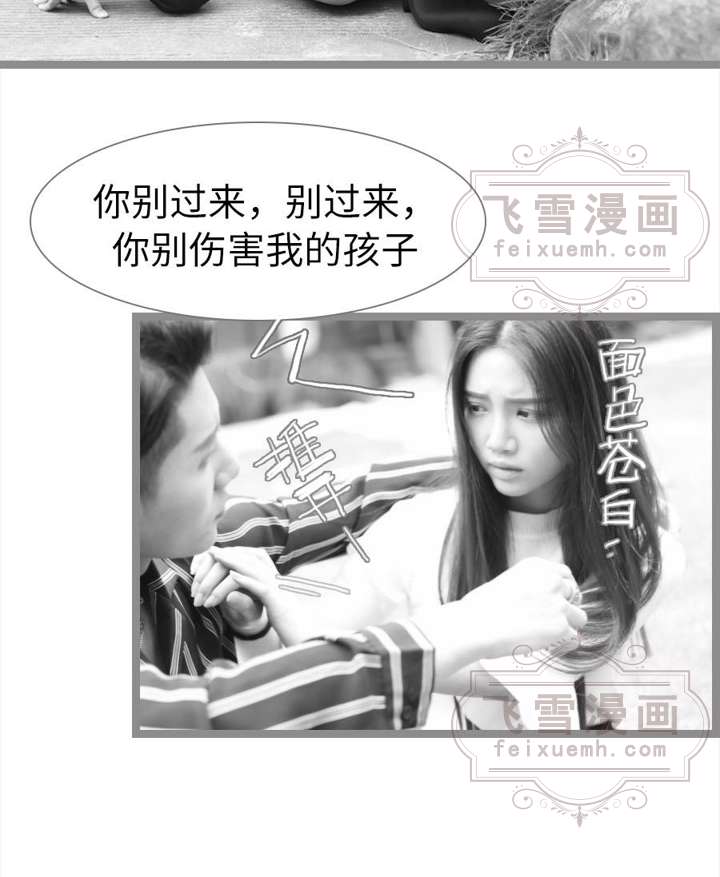 你别过来，别过来，
你别伤害我的孩子
飞雪漫画
feixuemh.com
推开
面色苍白
飞雪漫画
feixuemh.com